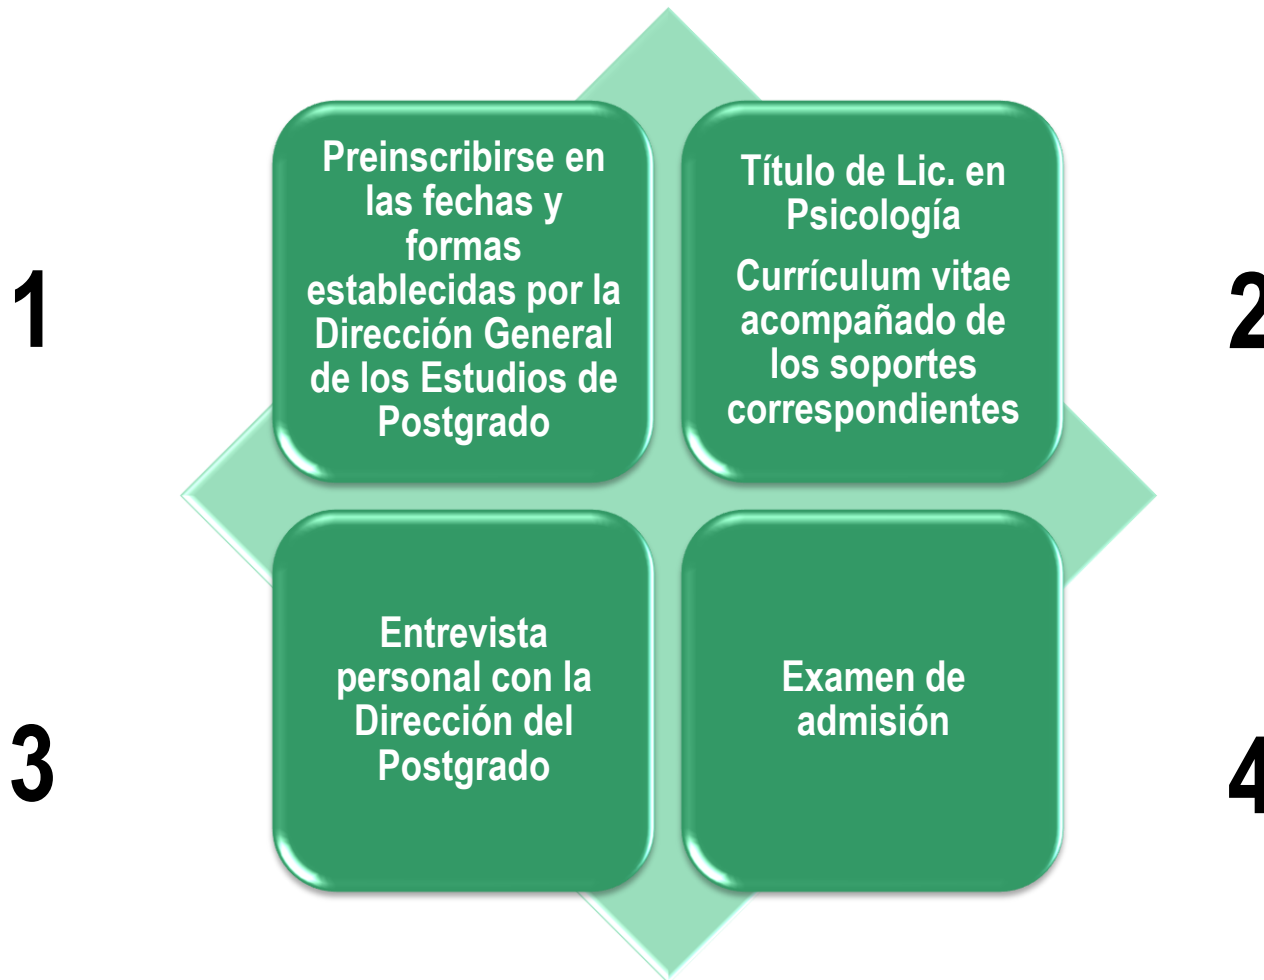 1
Preinscribirse en
las fechas y
formas
establecidas por la
Dirección General
de los Estudios de
Postgrado
Título de Lic. en
Psicología
Currículum vitae
acompañado de
los soportes
correspondientes
2
3
Entrevista
personal con la
Dirección del
Postgrado
Examen de
admisión
4